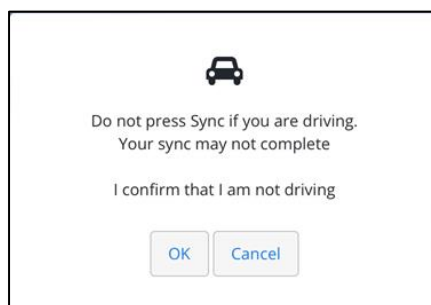 Do not press Sync if you are driving.
Your sync may not complete
I confirm that I am not driving
OK
Cancel